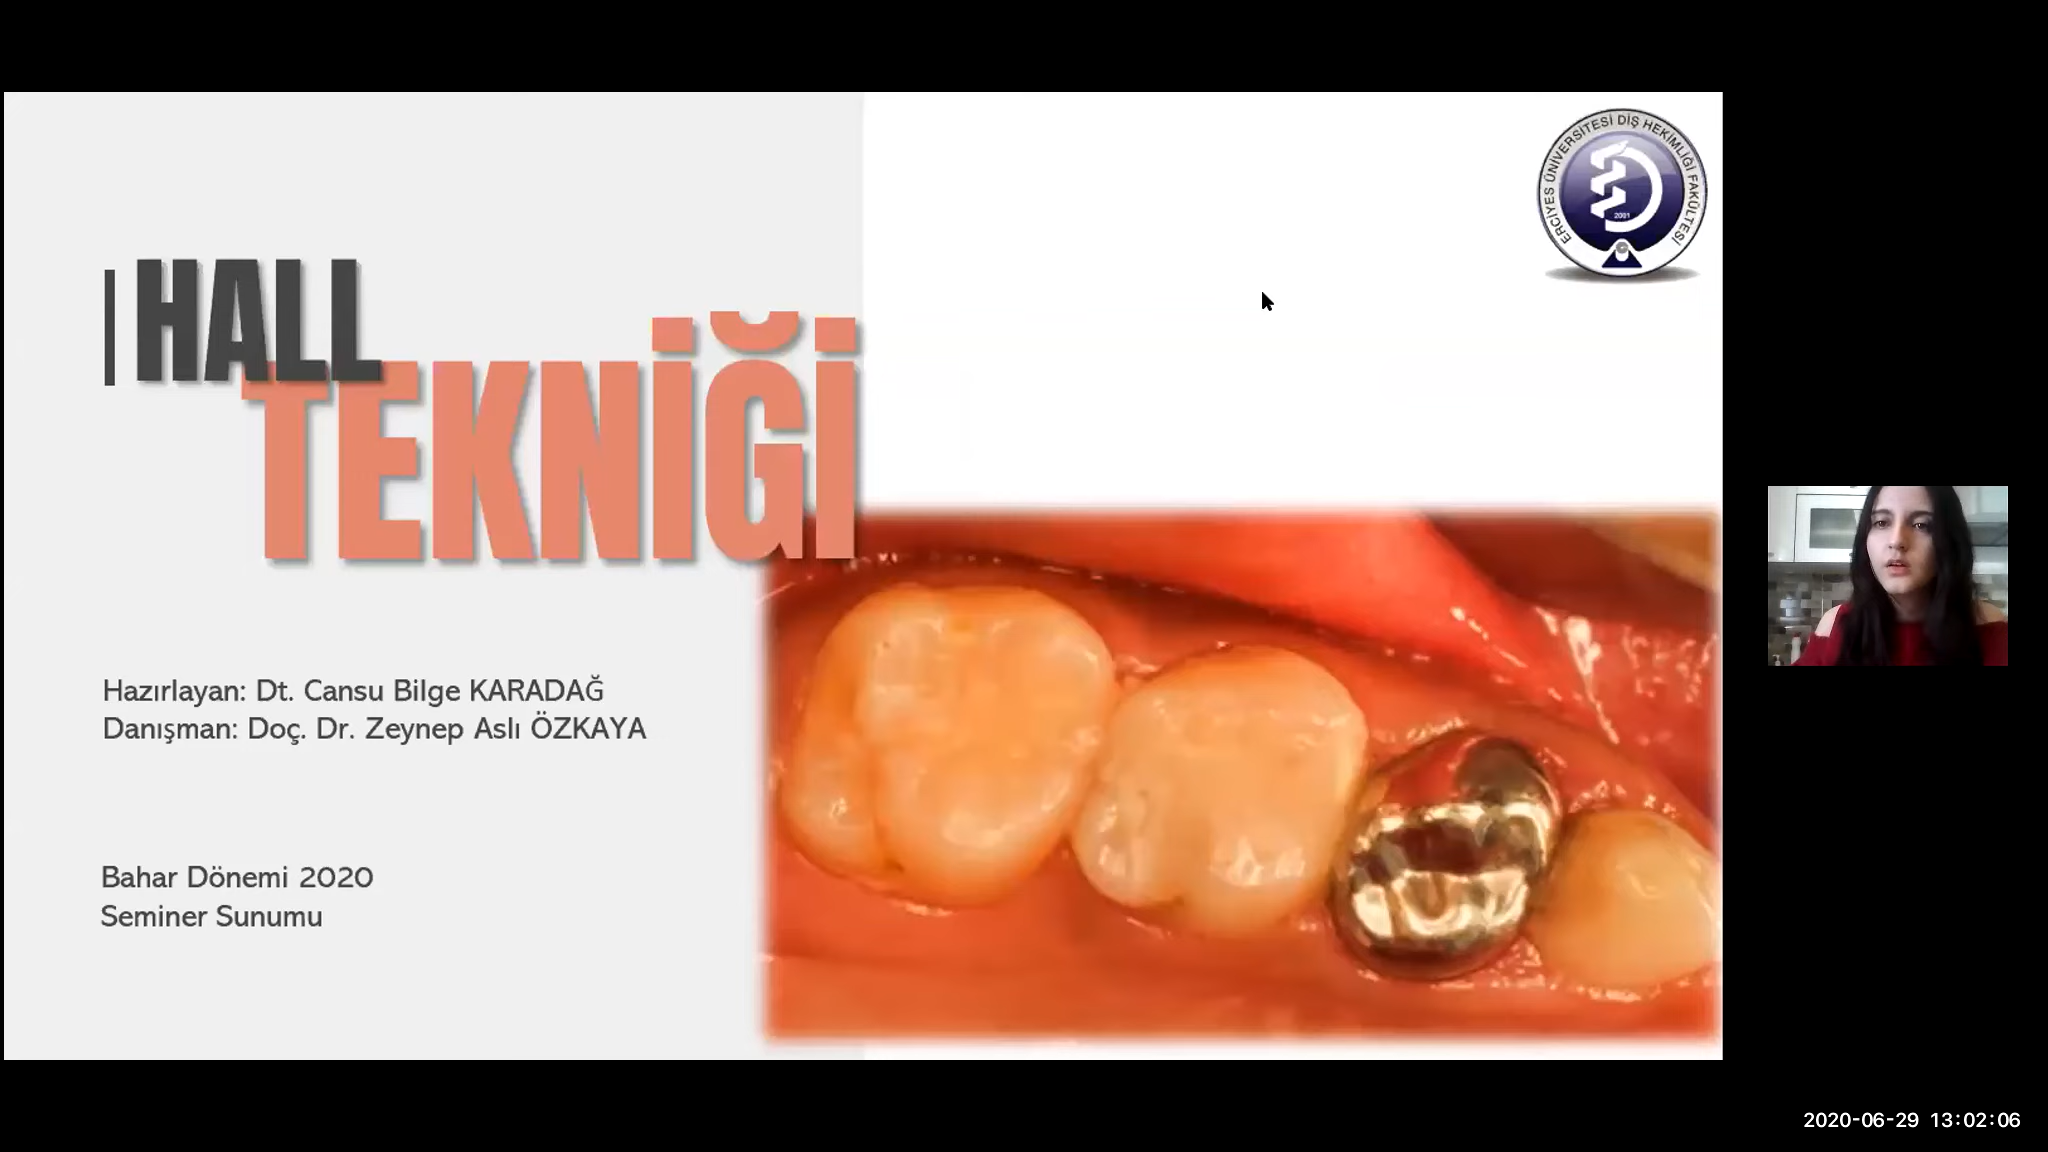 HALL
TEKNİĞİ
Hazırlayan: Dt. Cansu Bilge KARADAĞ
Danışman: Doç. Dr. Zeynep Aslı ÖZKAYA
Bahar Dönemi 2020
Seminer Sunumu
ERCİYES ÜNİVERSİTESİ DİŞ HEKİMLİĞİ FAKÜLTESİ
2001
2020-06-29 13:02:06